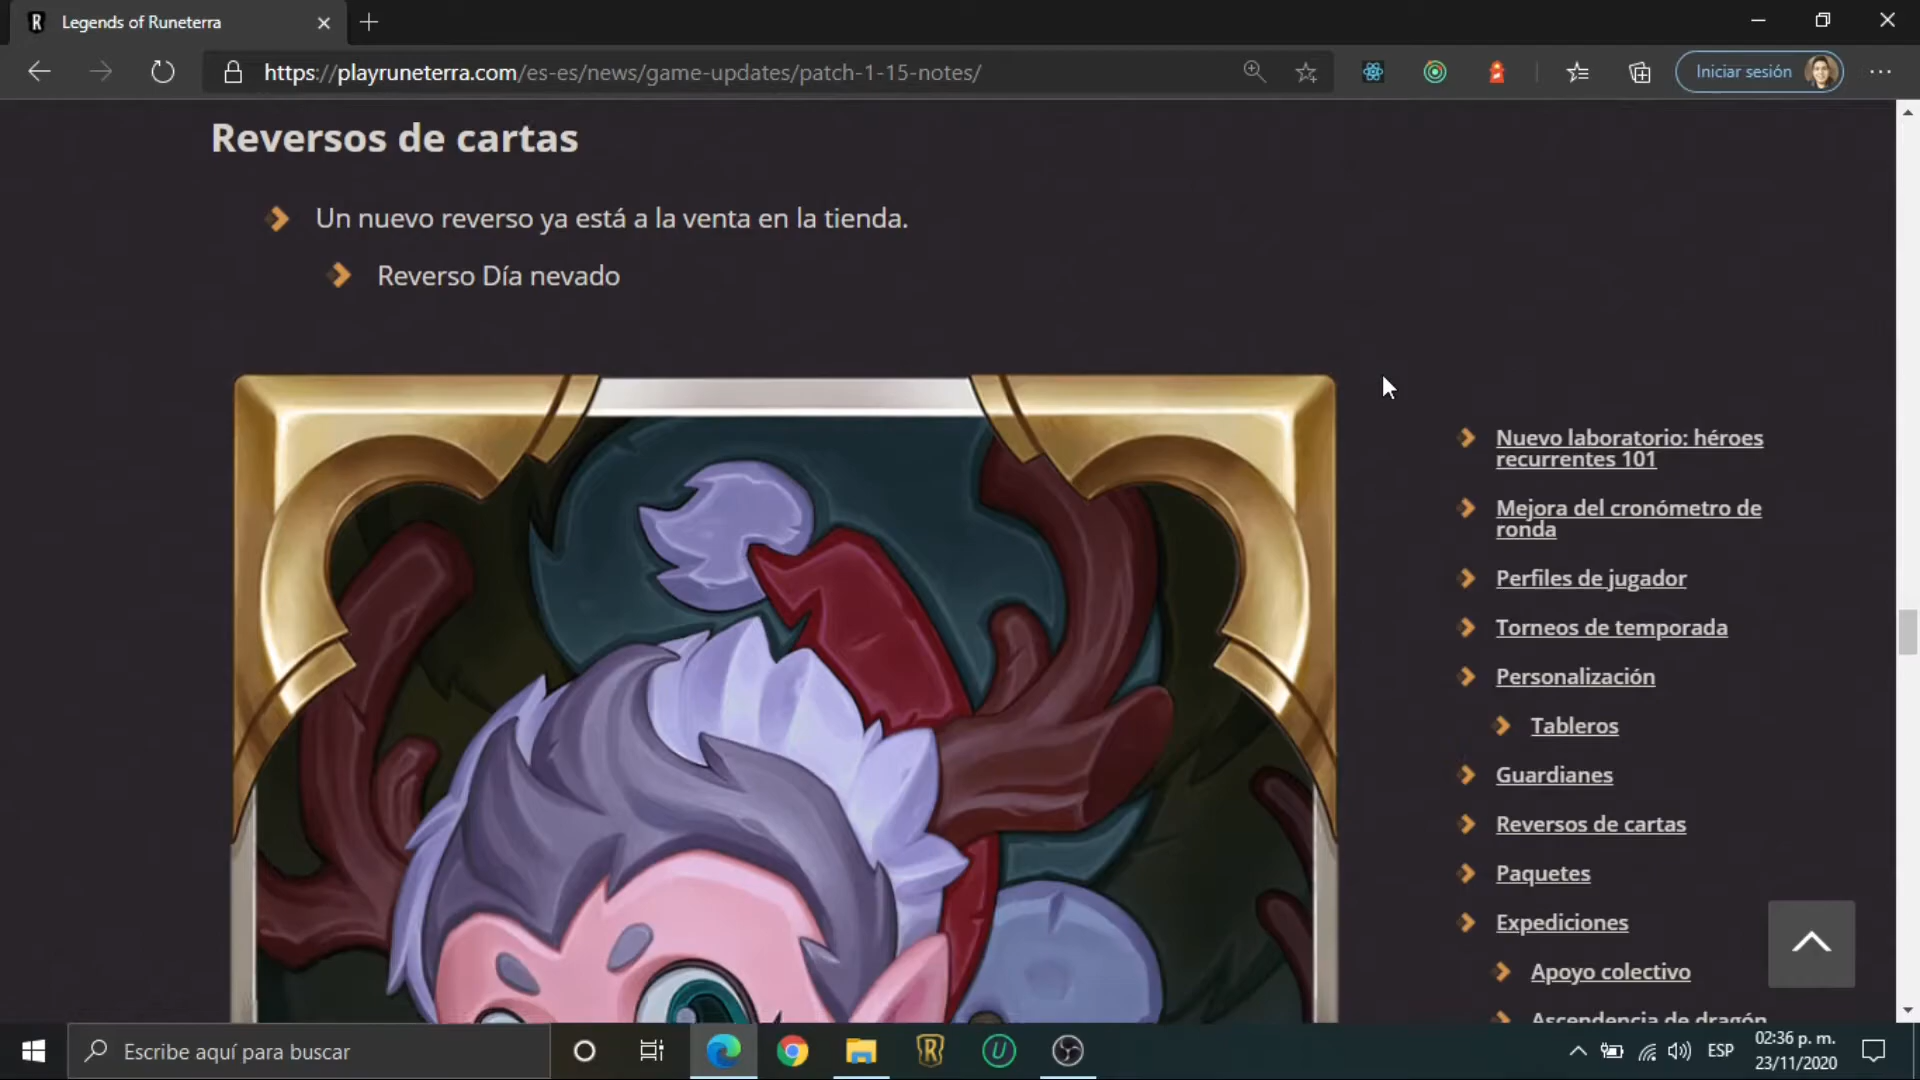 Legends of Runeterra
https://playruneterra.com/es-es/news/game-updates/patch-1-15-notes/
Iniciar sesión
Reversos de cartas
Un nuevo reverso ya está a la venta en la tienda.
Reverso Día nevado
Nuevo laboratorio: héroes
recurrentes 101
Mejora del cronómetro de
ronda
Perfiles de jugador
Torneos de temporada
Personalización
Tableros
Guardianes
Reversos de cartas
Paquetes
Expediciones
Apoyo colectivo
Ascendencia de dragón
Escribe aquí para buscar
ESP
02:36 p. m.
23/11/2020